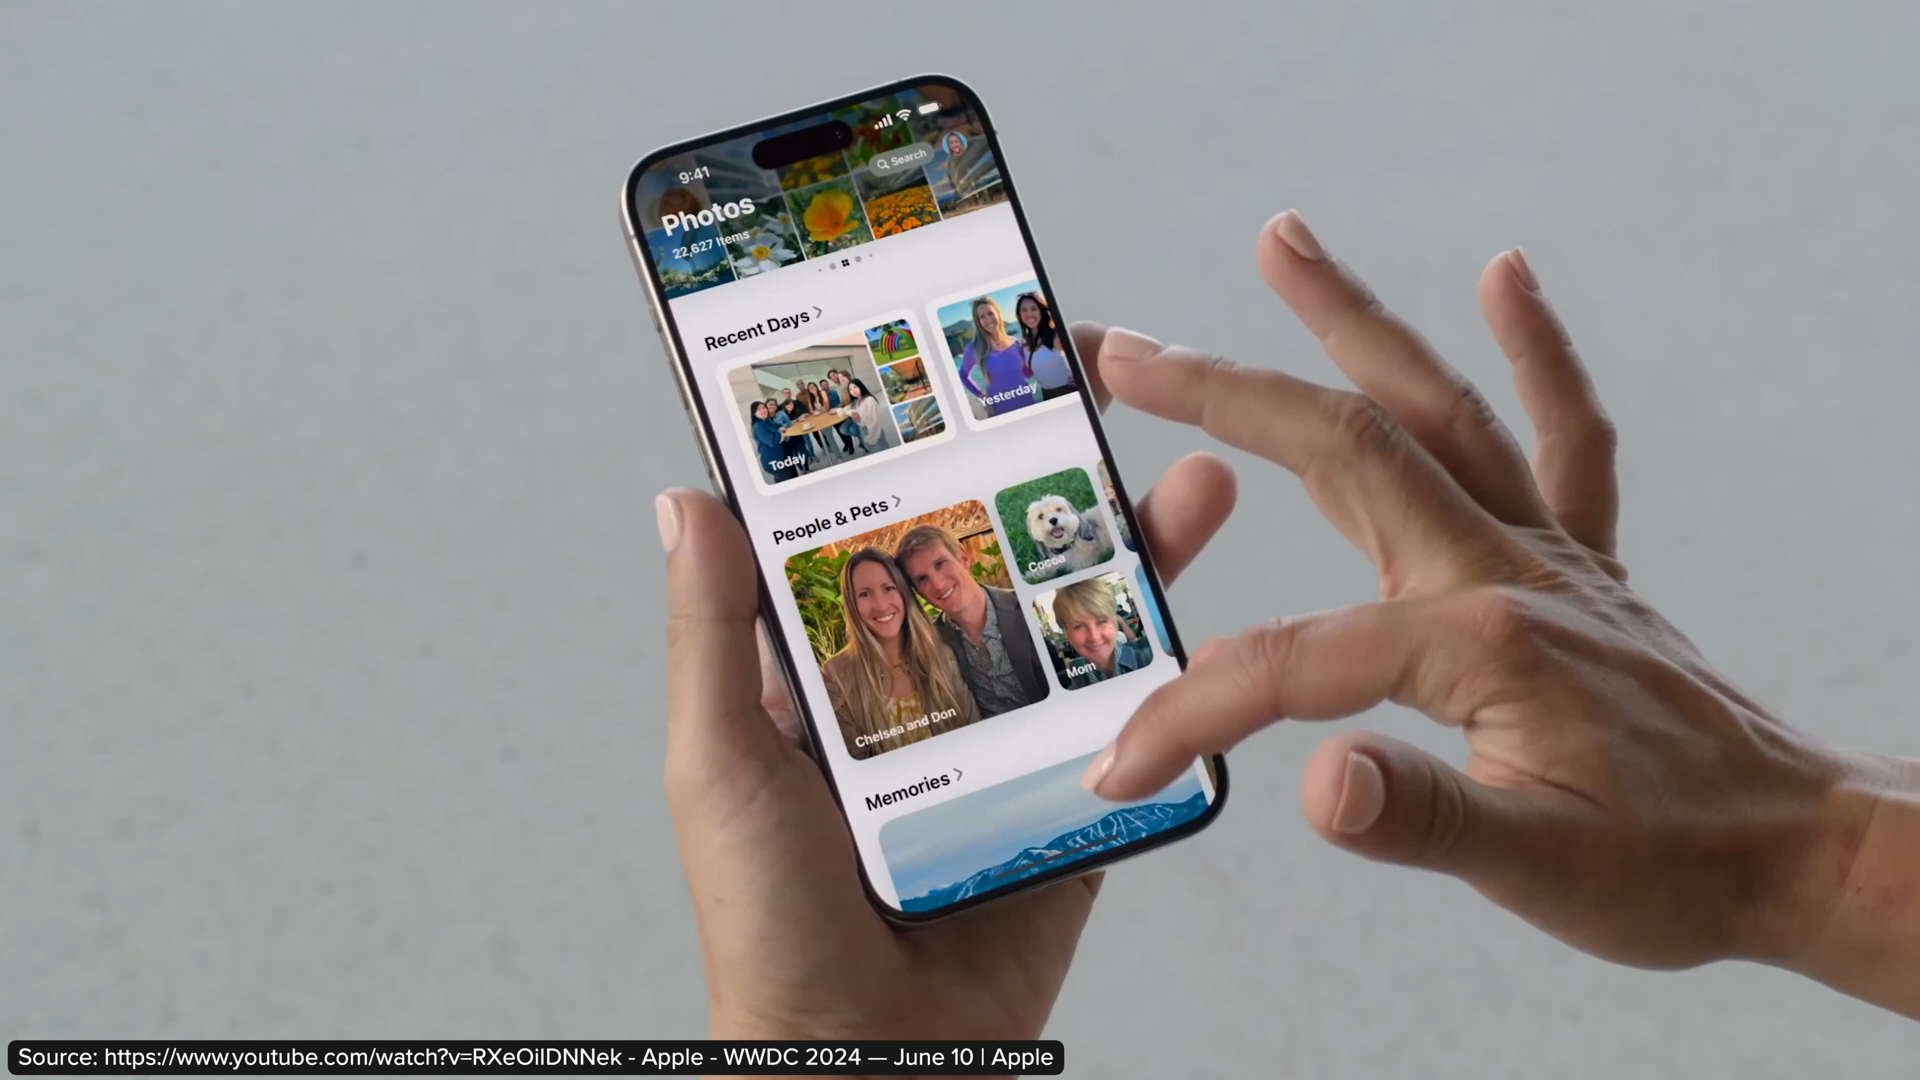 9:41
Search
Photos
22,627 Items
Recent Days
Today
Yesterday
People & Pets
Chelsea and Don
Cocoa
Mom
Memories
Source: https://www.youtube.com/watch?v=RXeOilDNNek - Apple - WWDC 2024 — June 10 | Apple